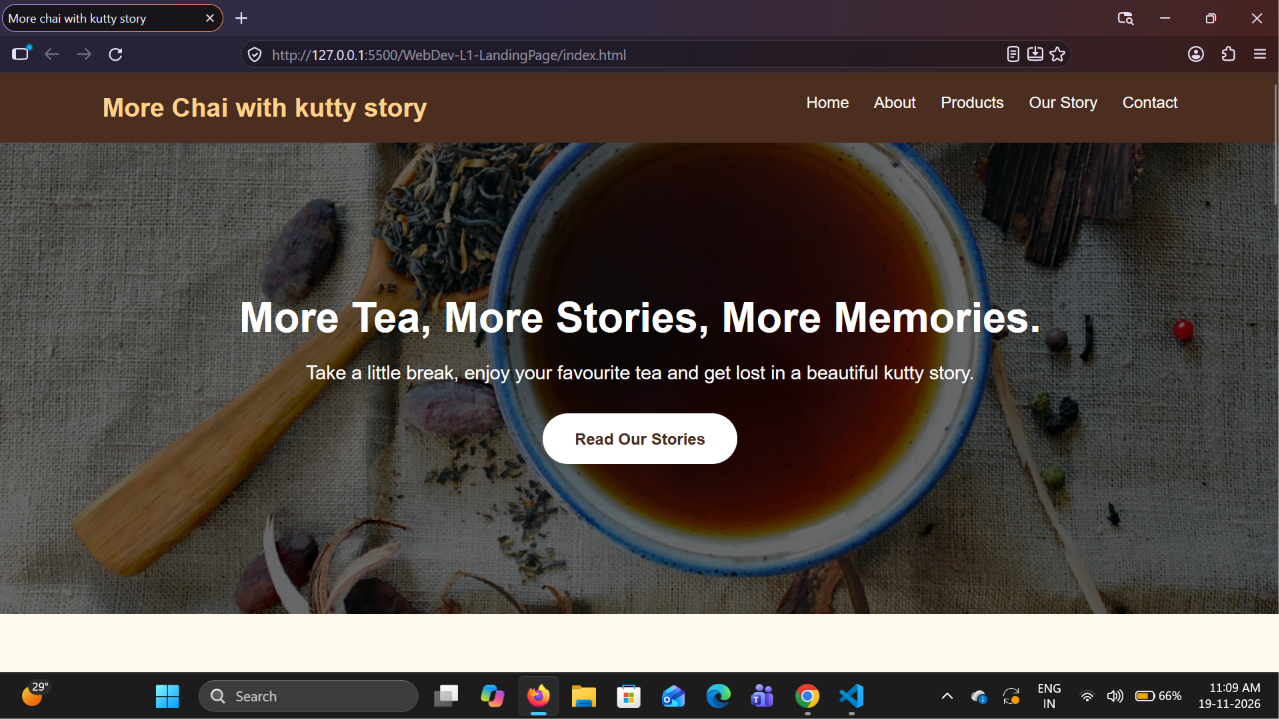 More chai with kutty story
http://127.0.0.1:5500/WebDev-L1-LandingPage/index.html
More Chai with kutty story
Home About Products Our Story Contact
More Tea, More Stories, More Memories.
Take a little break, enjoy your favourite tea and get lost in a beautiful kutty story.
Read Our Stories
29°
Search
ENG
IN
66%
11:09 AM
19-11-2026